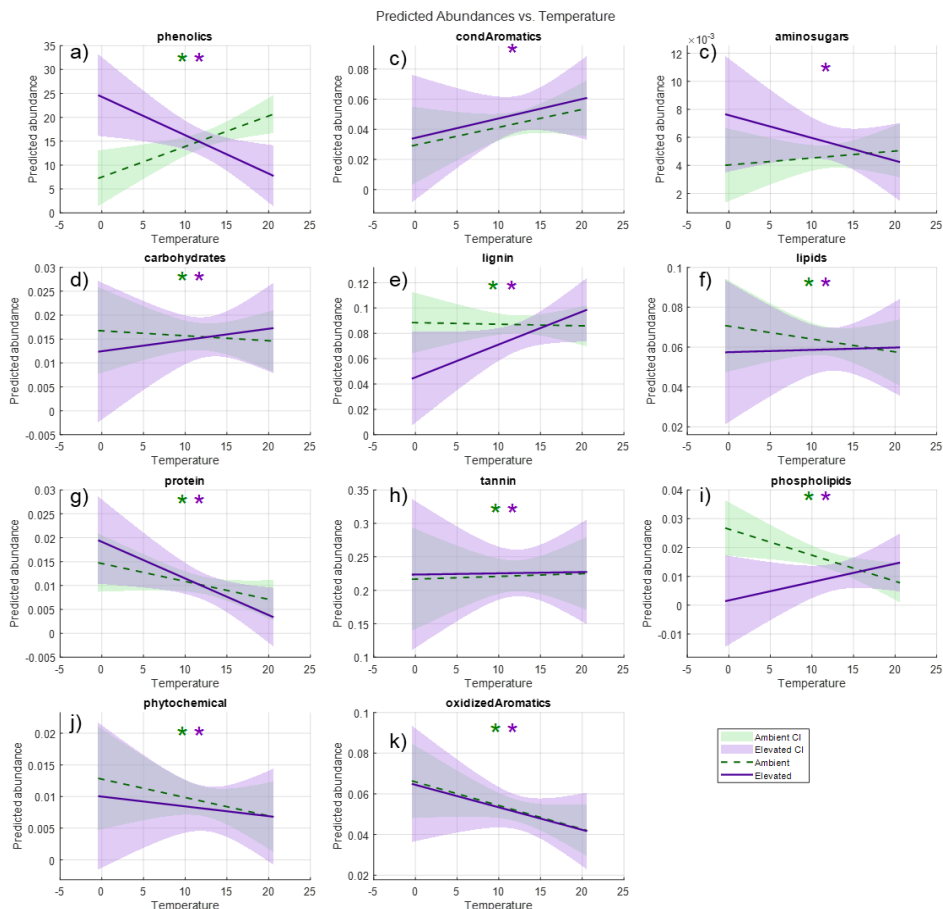 Predicted Abundances vs. Temperature
a)
phenolics
* *
Predicted abundance
35
30
25
20
15
10
5
0
-5 0 5 10 15 20 25
Temperature
c)
condAromatics
*
Predicted abundance
0.08
0.06
0.04
0.02
0
-5 0 5 10 15 20 25
Temperature
c)
× 10⁻³
aminosugars
*
Predicted abundance
12
10
8
6
4
2
-5 0 5 10 15 20 25
Temperature
d)
carbohydrates
* *
Predicted abundance
0.03
0.025
0.02
0.015
0.01
0.005
0
-0.005
-5 0 5 10 15 20 25
Temperature
e)
lignin
* *
Predicted abundance
0.12
0.1
0.08
0.06
0.04
0.02
0
-5 0 5 10 15 20 25
Temperature
f)
lipids
* *
Predicted abundance
0.1
0.08
0.06
0.04
0.02
-5 0 5 10 15 20 25
Temperature
g)
protein
* *
Predicted abundance
0.03
0.025
0.02
0.015
0.01
0.005
0
-0.005
-5 0 5 10 15 20 25
Temperature
h)
tannin
* *
Predicted abundance
0.35
0.3
0.25
0.2
0.15
0.1
-5 0 5 10 15 20 25
Temperature
i)
phospholipids
* *
Predicted abundance
0.04
0.03
0.02
0.01
0
-0.01
-5 0 5 10 15 20 25
Temperature
j)
phytochemical
* *
Predicted abundance
0.02
0.015
0.01
0.005
0
-5 0 5 10 15 20 25
Temperature
k)
oxidizedAromatics
* *
Predicted abundance
0.1
0.08
0.06
0.04
0.02
-5 0 5 10 15 20 25
Temperature
Ambient CI
Elevated CI
Ambient
Elevated